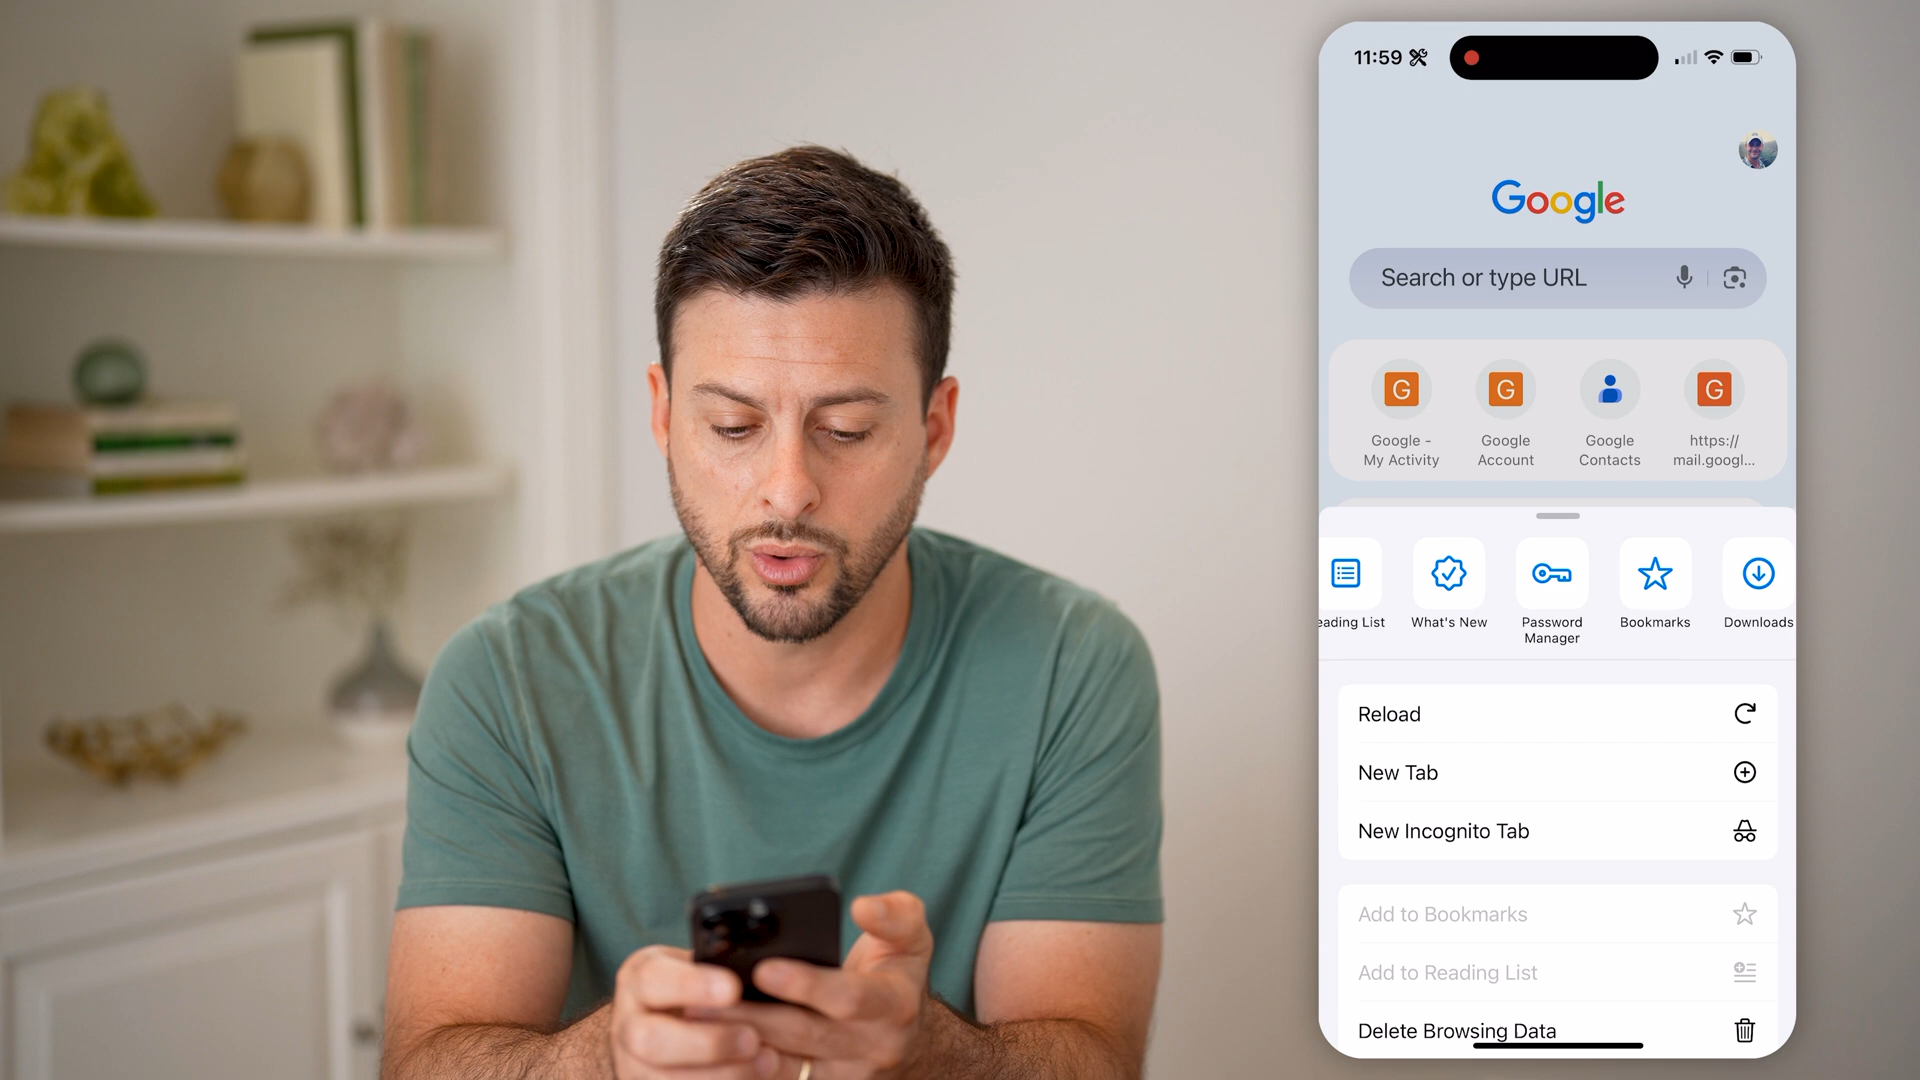 11:59
Google
Search or type URL
G G G
Google - Google Google https://
My Activity Account Contacts mail.googl...
eading List What's New Password Bookmarks Downloads
Manager
Reload
New Tab
New Incognito Tab
Add to Bookmarks
Add to Reading List
Delete Browsing Data